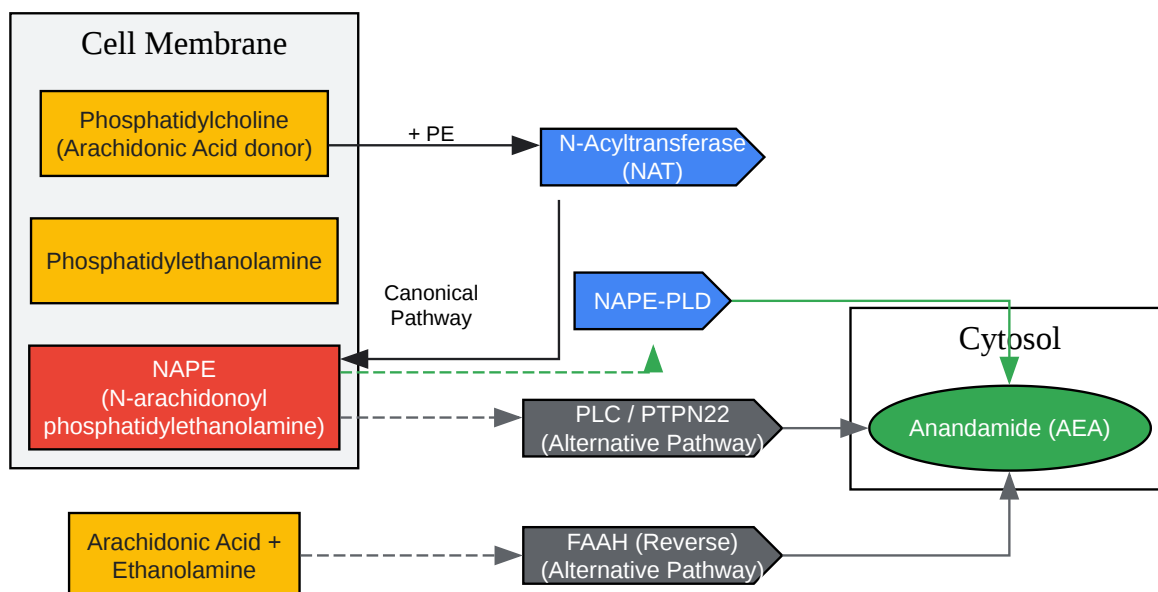 Cell Membrane
Phosphatidylcholine
(Arachidonic Acid donor)
+ PE
N-Acyltransferase
(NAT)
Phosphatidylethanolamine
Canonical
Pathway
NAPE-PLD
Cytosol
NAPE
(N-arachidonoyl
phosphatidylethanolamine)
PLC / PTPN22
(Alternative Pathway)
Anandamide (AEA)
Arachidonic Acid +
Ethanolamine
FAAH (Reverse)
(Alternative Pathway)